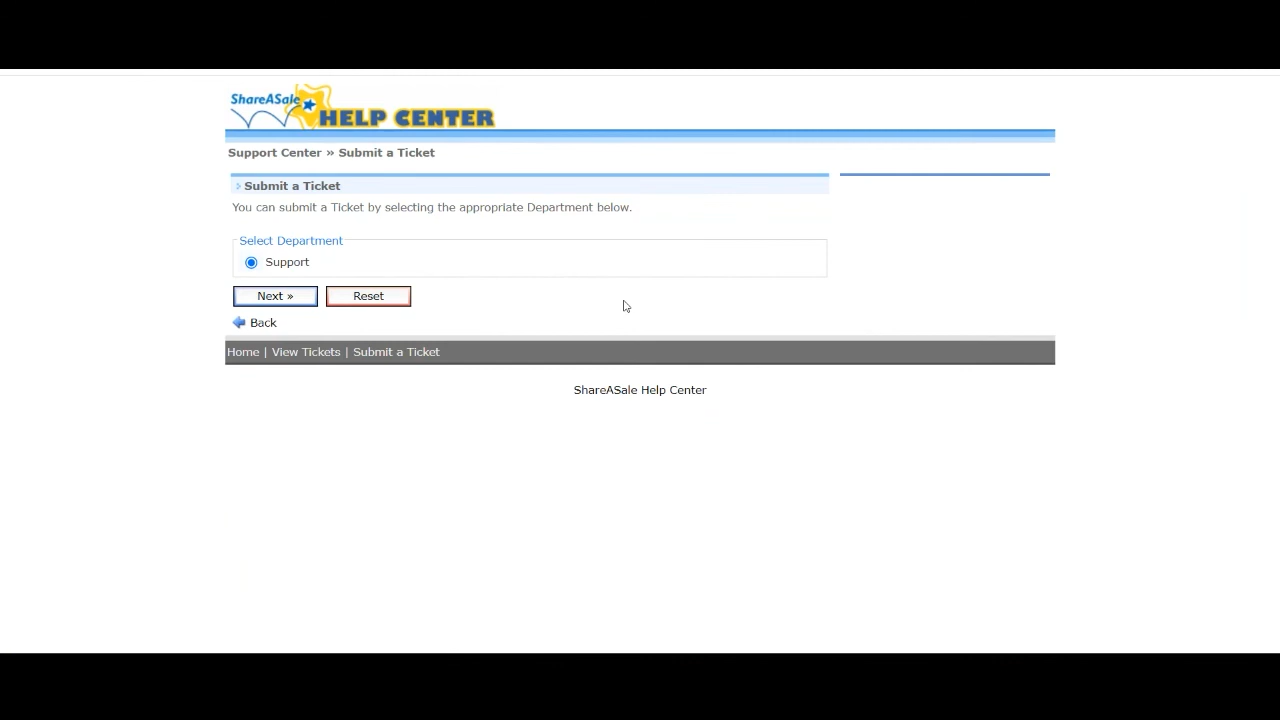 ShareASale
HELP CENTER
Support Center » Submit a Ticket
Submit a Ticket
You can submit a Ticket by selecting the appropriate Department below.
Select Department
Support
Next »
Reset
Back
Home | View Tickets | Submit a Ticket
ShareASale Help Center